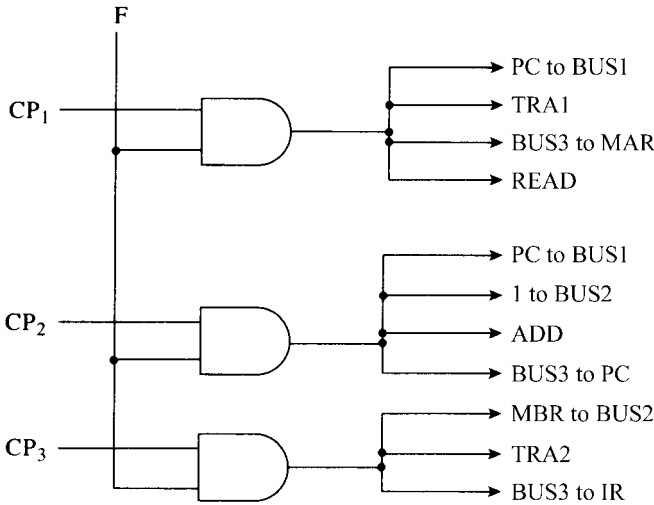 F
CP1
PC to BUS1
TRA1
BUS3 to MAR
READ
CP2
PC to BUS1
1 to BUS2
ADD
BUS3 to PC
CP3
MBR to BUS2
TRA2
BUS3 to IR